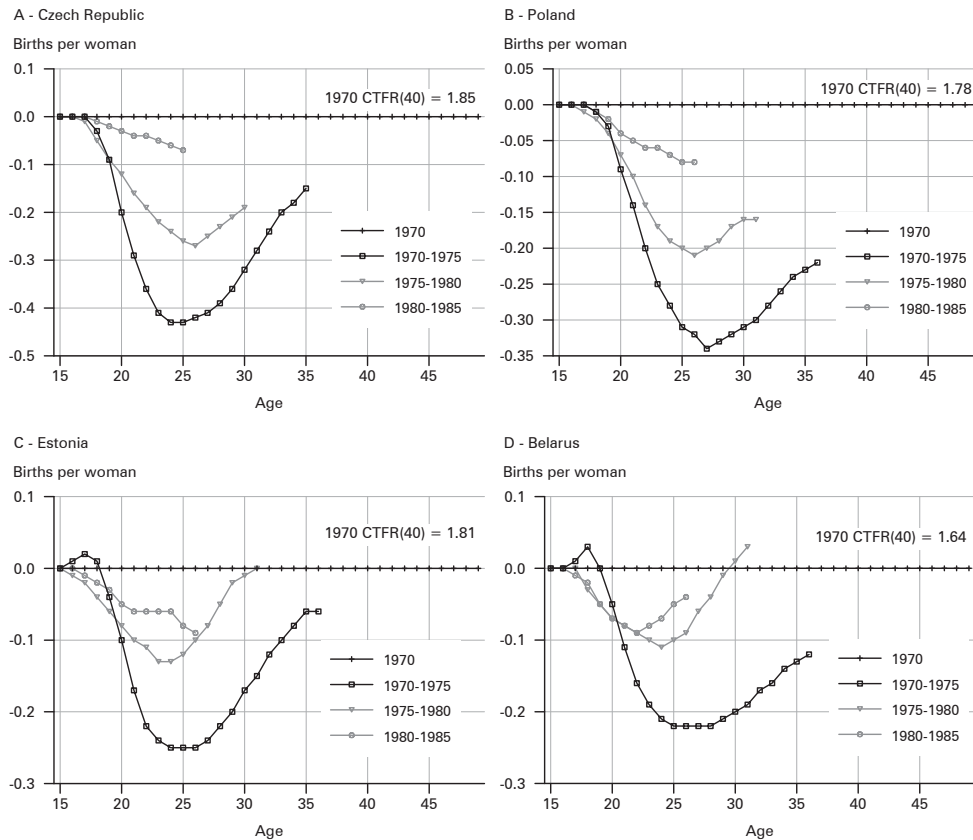 A - Czech Republic
Births per woman
0.1
0.0
-0.1
-0.2
-0.3
-0.4
-0.5
1970 CTFR(40) = 1.85
1970
1970-1975
1975-1980
1980-1985
15 20 25 30 35 40 45
Age
B - Poland
Births per woman
0.05
0.00
-0.05
-0.10
-0.15
-0.20
-0.25
-0.30
-0.35
1970 CTFR(40) = 1.78
1970
1970-1975
1975-1980
1980-1985
15 20 25 30 35 40 45
Age
C - Estonia
Births per woman
0.1
0.0
-0.1
-0.2
-0.3
1970 CTFR(40) = 1.81
1970
1970-1975
1975-1980
1980-1985
15 20 25 30 35 40 45
Age
D - Belarus
Births per woman
0.1
0.0
-0.1
-0.2
-0.3
1970 CTFR(40) = 1.64
1970
1970-1975
1975-1980
1980-1985
15 20 25 30 35 40 45
Age